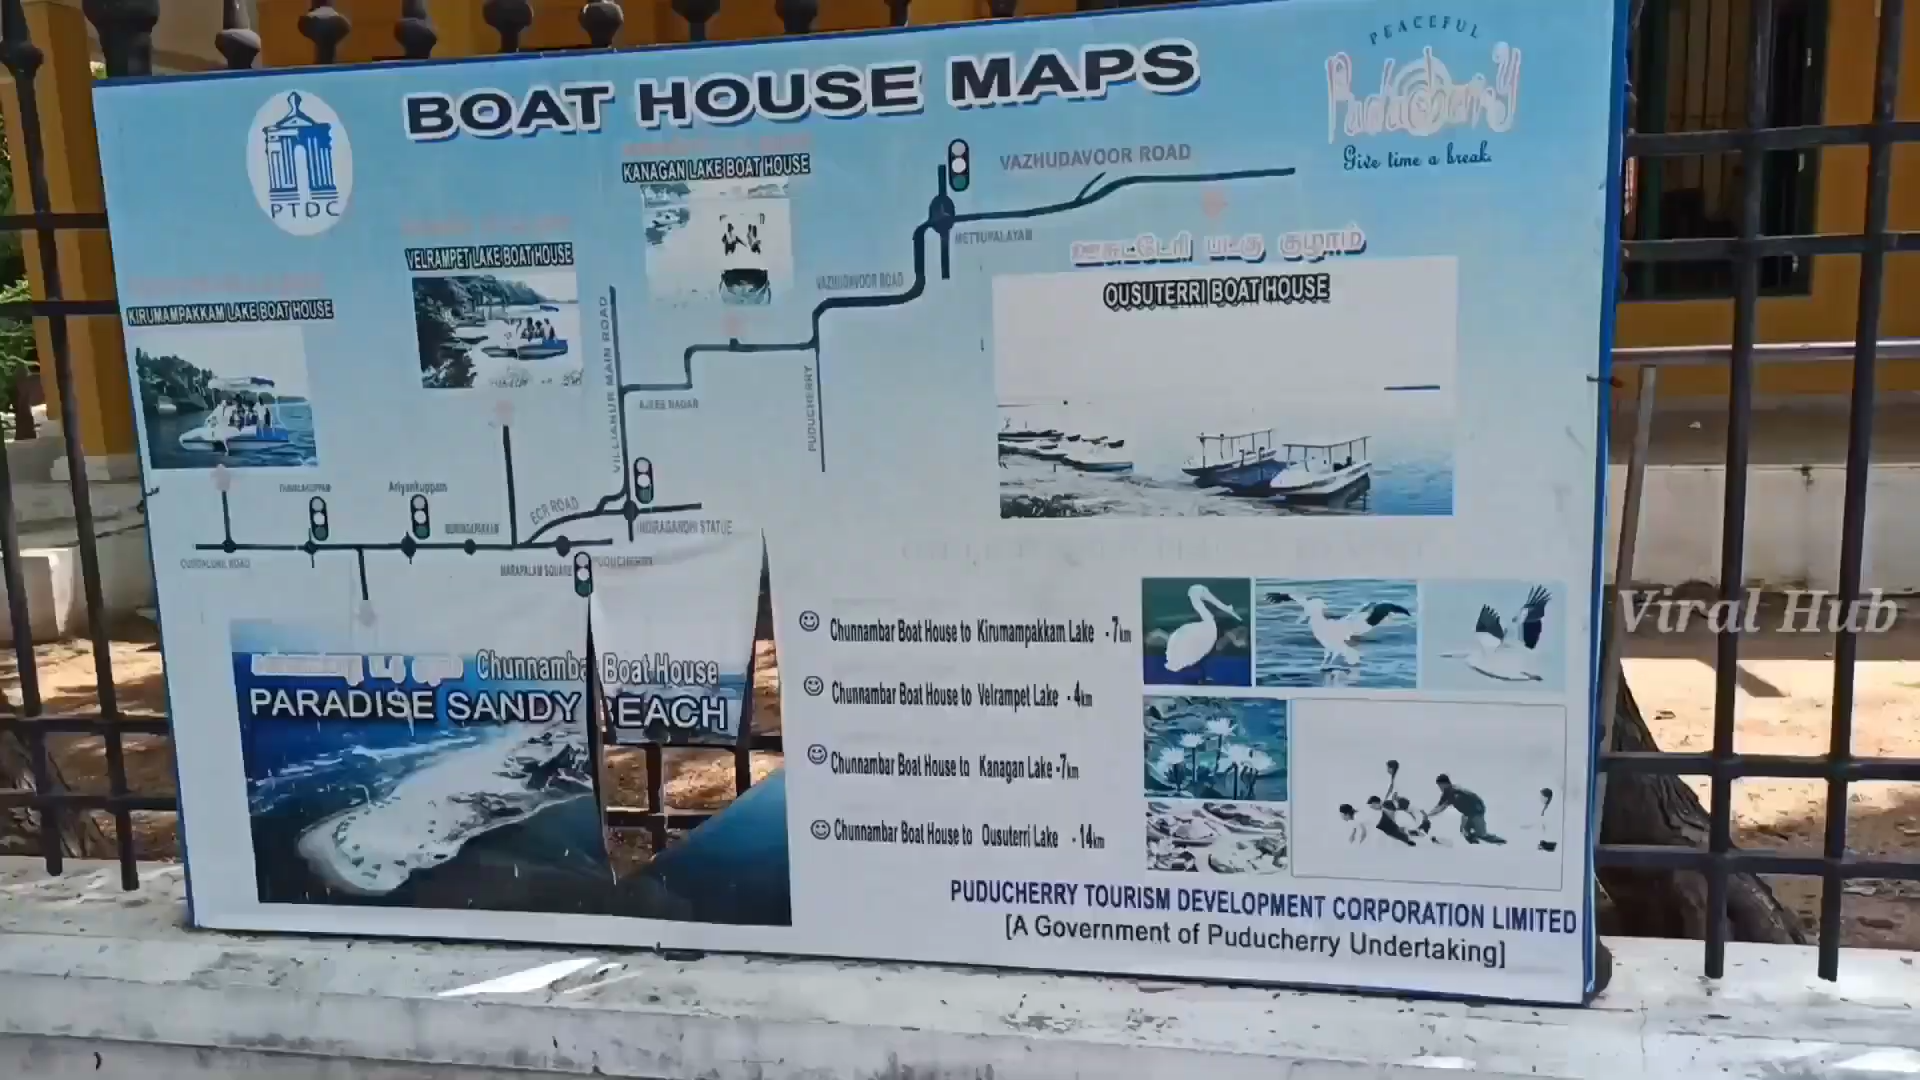 BOAT HOUSE MAPS
PEACEFUL
Puducherry
Give time a break.
PTDC
KANAGAN LAKE BOAT HOUSE
VAZHUDAVOOR ROAD
VELRAMPET LAKE BOAT HOUSE
METTUPALAYAM
ஊசுட்டேரி படகு குழாம்
KIRUMAMPAKKAM LAKE BOAT HOUSE
VAZHUDAVOOR ROAD
OUSUTERRI BOAT HOUSE
VILLIANUR MAIN ROAD
PUDUCHERRY
Ariyankuppam
ECR ROAD
INDIRAGANDHI STATUE
MARAPALAM SQUARE
Chunnamba Boat House
PARADISE SANDY BEACH
Chunnambar Boat House to Kirumampakkam Lake - 7km
Chunnambar Boat House to Velrampet Lake - 4km
Chunnambar Boat House to Kanagan Lake -7km
Chunnambar Boat House to Ousuterri Lake - 14km
PUDUCHERRY TOURISM DEVELOPMENT CORPORATION LIMITED
[A Government of Puducherry Undertaking]
Viral Hub